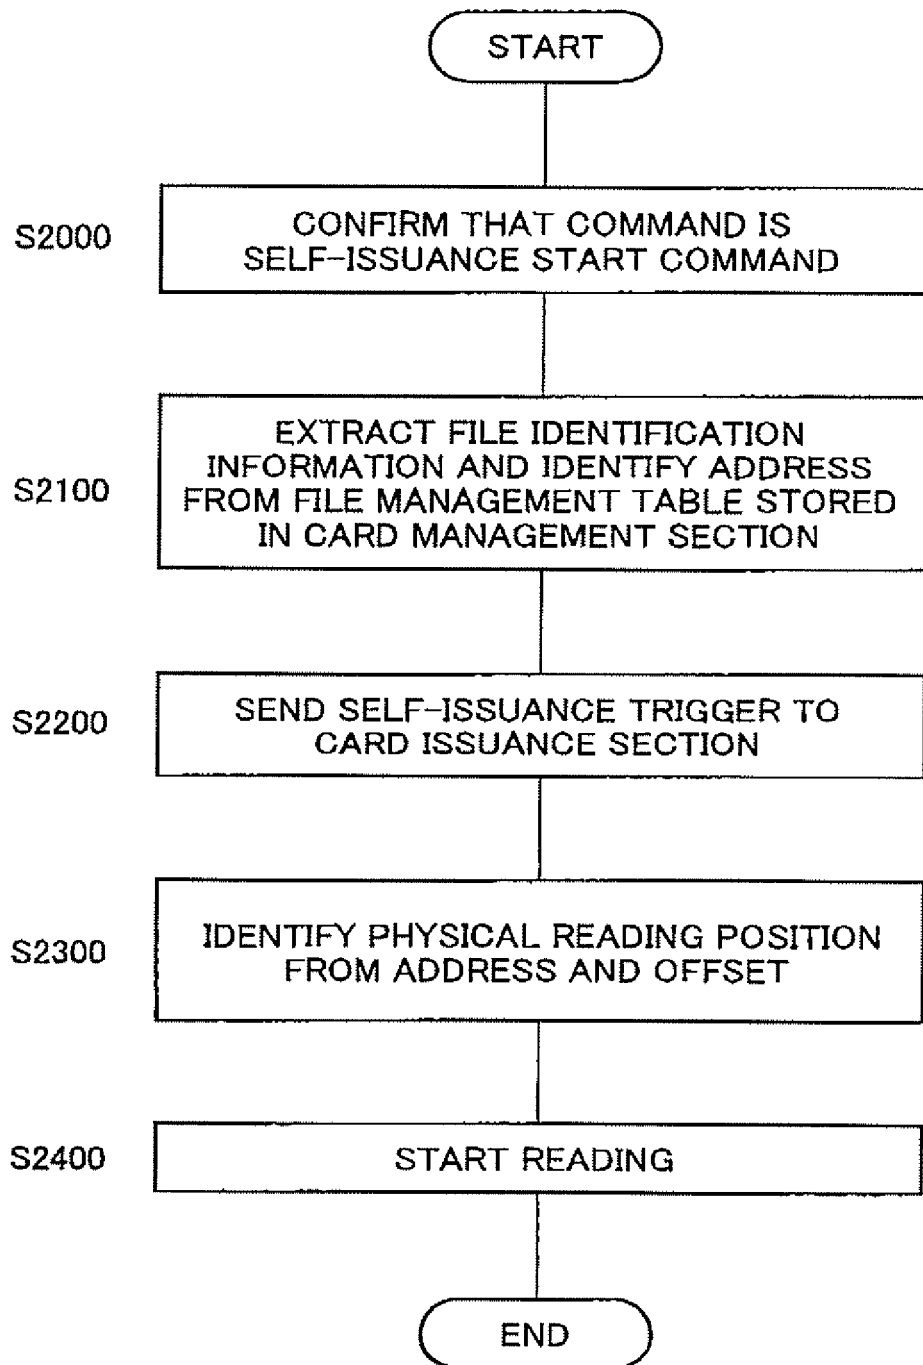 START
S2000
CONFIRM THAT COMMAND IS
SELF-ISSUANCE START COMMAND
S2100
EXTRACT FILE IDENTIFICATION
INFORMATION AND IDENTIFY ADDRESS
FROM FILE MANAGEMENT TABLE STORED
IN CARD MANAGEMENT SECTION
S2200
SEND SELF-ISSUANCE TRIGGER TO
CARD ISSUANCE SECTION
S2300
IDENTIFY PHYSICAL READING POSITION
FROM ADDRESS AND OFFSET
S2400
START READING
END